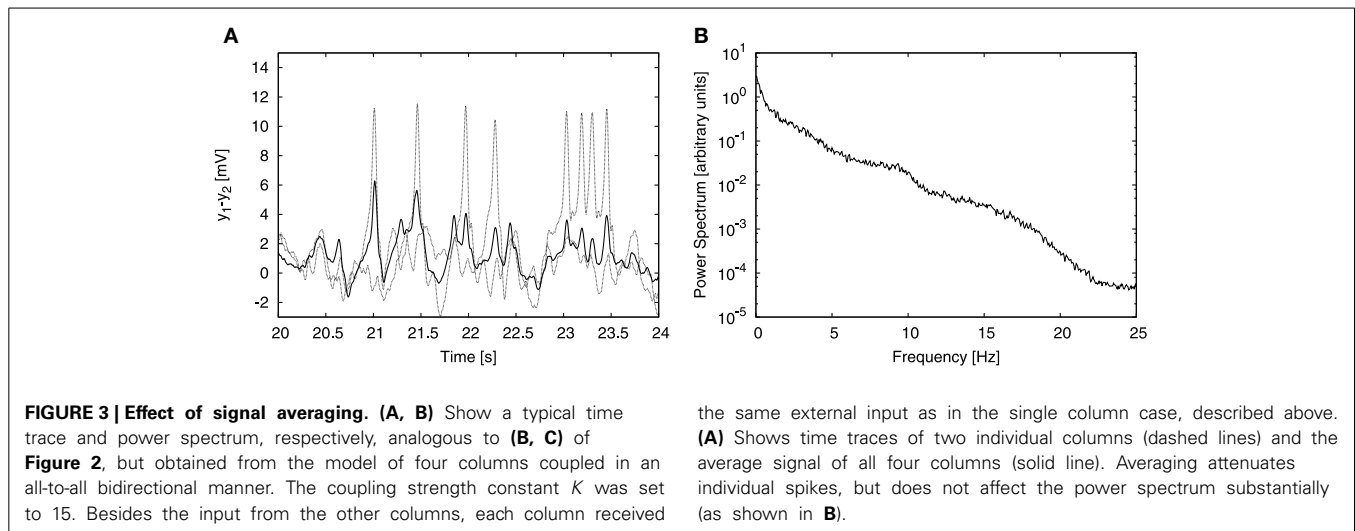 A
14
12
10
8
6
4
2
0
-2
y1-y2 [mV]
20 20.5 21 21.5 22 22.5 23 23.5 24
Time [s]
B
10^1
10^0
10^-1
10^-2
10^-3
10^-4
10^-5
Power Spectrum [arbitrary units]
0 5 10 15 20 25
Frequency [Hz]
FIGURE 3 | Effect of signal averaging. (A, B) Show a typical time
trace and power spectrum, respectively, analogous to (B, C) of
Figure 2, but obtained from the model of four columns coupled in an
all-to-all bidirectional manner. The coupling strength constant K was set
to 15. Besides the input from the other columns, each column received
the same external input as in the single column case, described above.
(A) Shows time traces of two individual columns (dashed lines) and the
average signal of all four columns (solid line). Averaging attenuates
individual spikes, but does not affect the power spectrum substantially
(as shown in B).